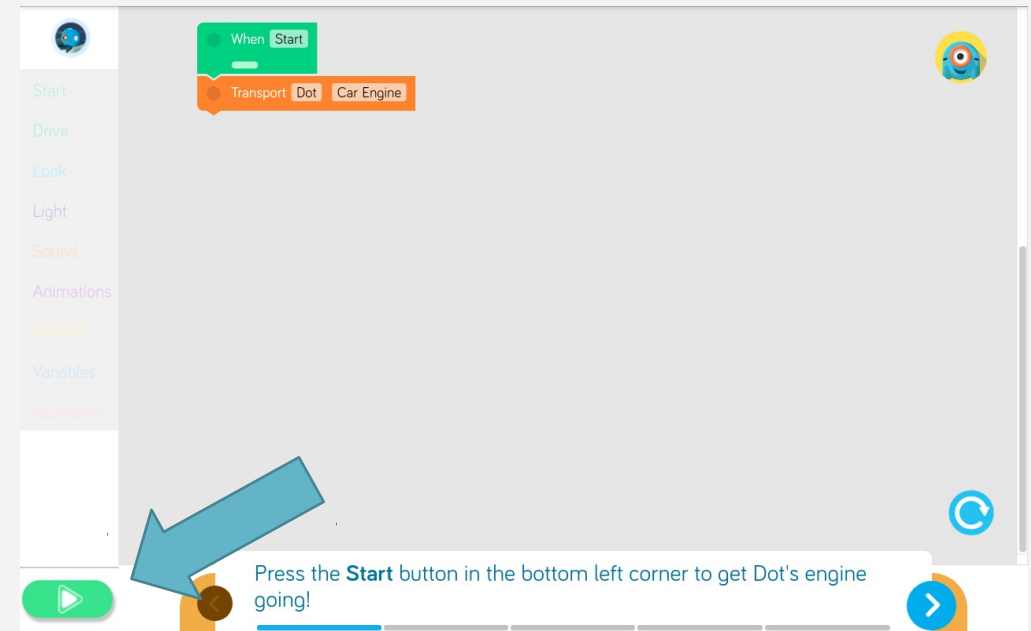 When Start
Transport Dot Car Engine
Start
Drive
Look
Light
Sound
Animations
Control
Variables
Accessory
Press the Start button in the bottom left corner to get Dot's engine
going!